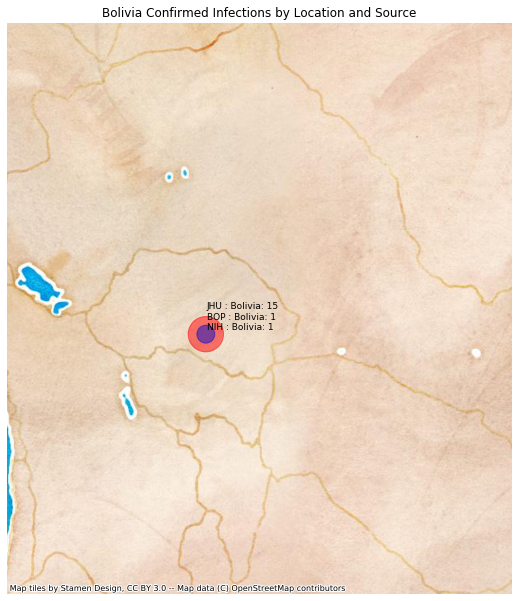 Bolivia Confirmed Infections by Location and Source
JHU : Bolivia: 15
BOP : Bolivia: 1
NIH : Bolivia: 1
Map tiles by Stamen Design, CC BY 3.0 -- Map data (C) OpenStreetMap contributors